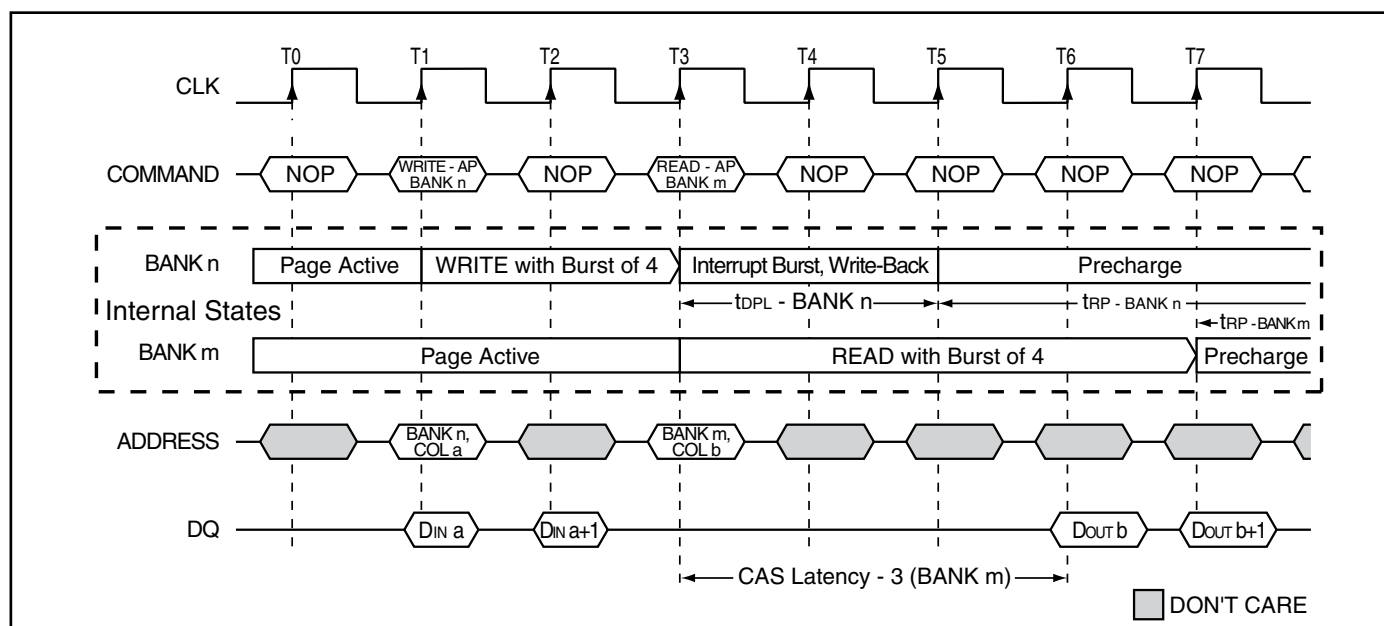 T0 T1 T2 T3 T4 T5 T6 T7
CLK
COMMAND NOP WRITE - AP BANK n NOP READ - AP BANK m NOP NOP NOP NOP
BANK n Page Active WRITE with Burst of 4 Interrupt Burst, Write-Back Precharge
Internal States
tDPL - BANK n tRP - BANK n
tRP - BANK m
BANK m Page Active READ with Burst of 4 Precharge
ADDRESS BANK n, COL a BANK m, COL b
DQ DIN a DIN a+1 DOUT b DOUT b+1
CAS Latency - 3 (BANK m)
DON'T CARE